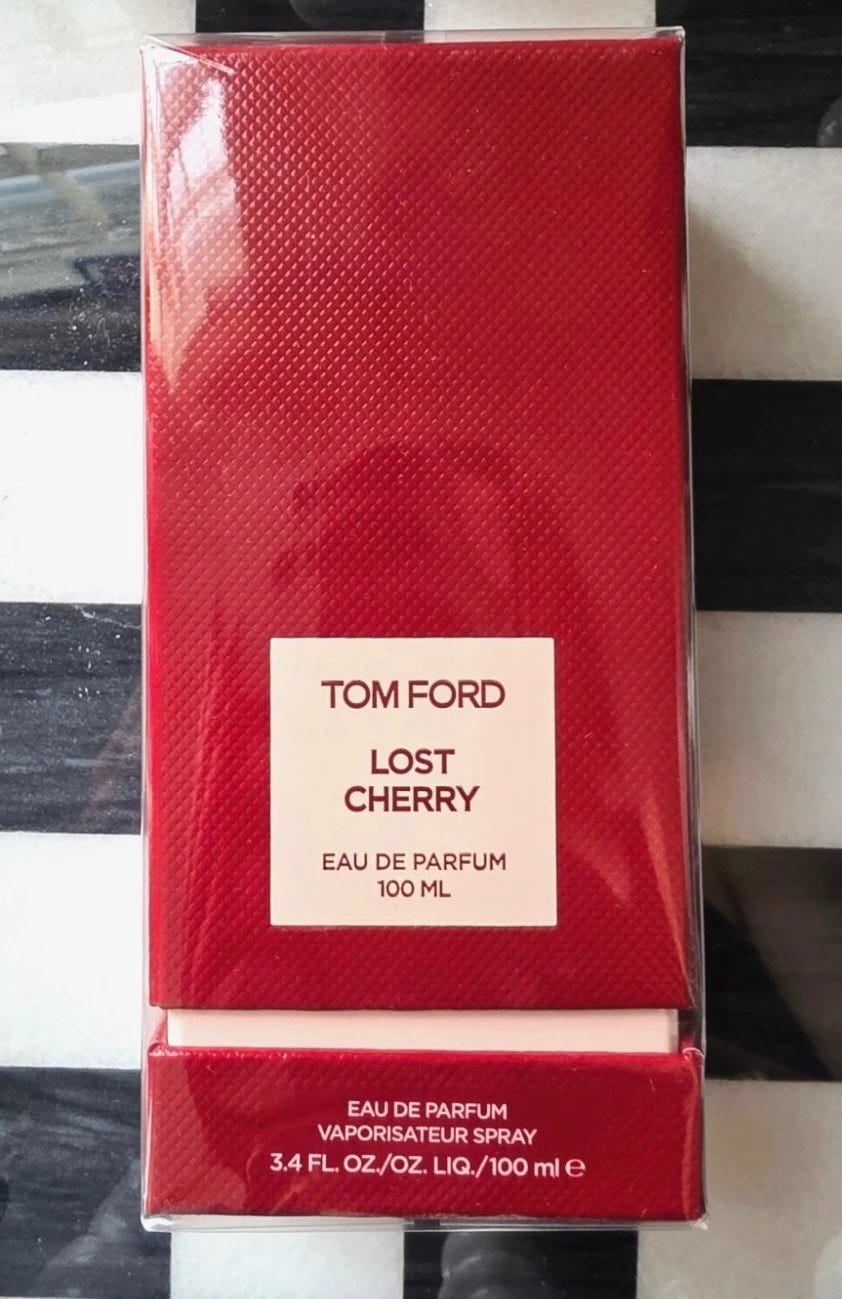 TOM FORD
LOST
CHERRY
EAU DE PARFUM
100 ML
EAU DE PARFUM
VAPORISATEUR SPRAY
3.4 FL. OZ./OZ. LIQ./100 ml ℮